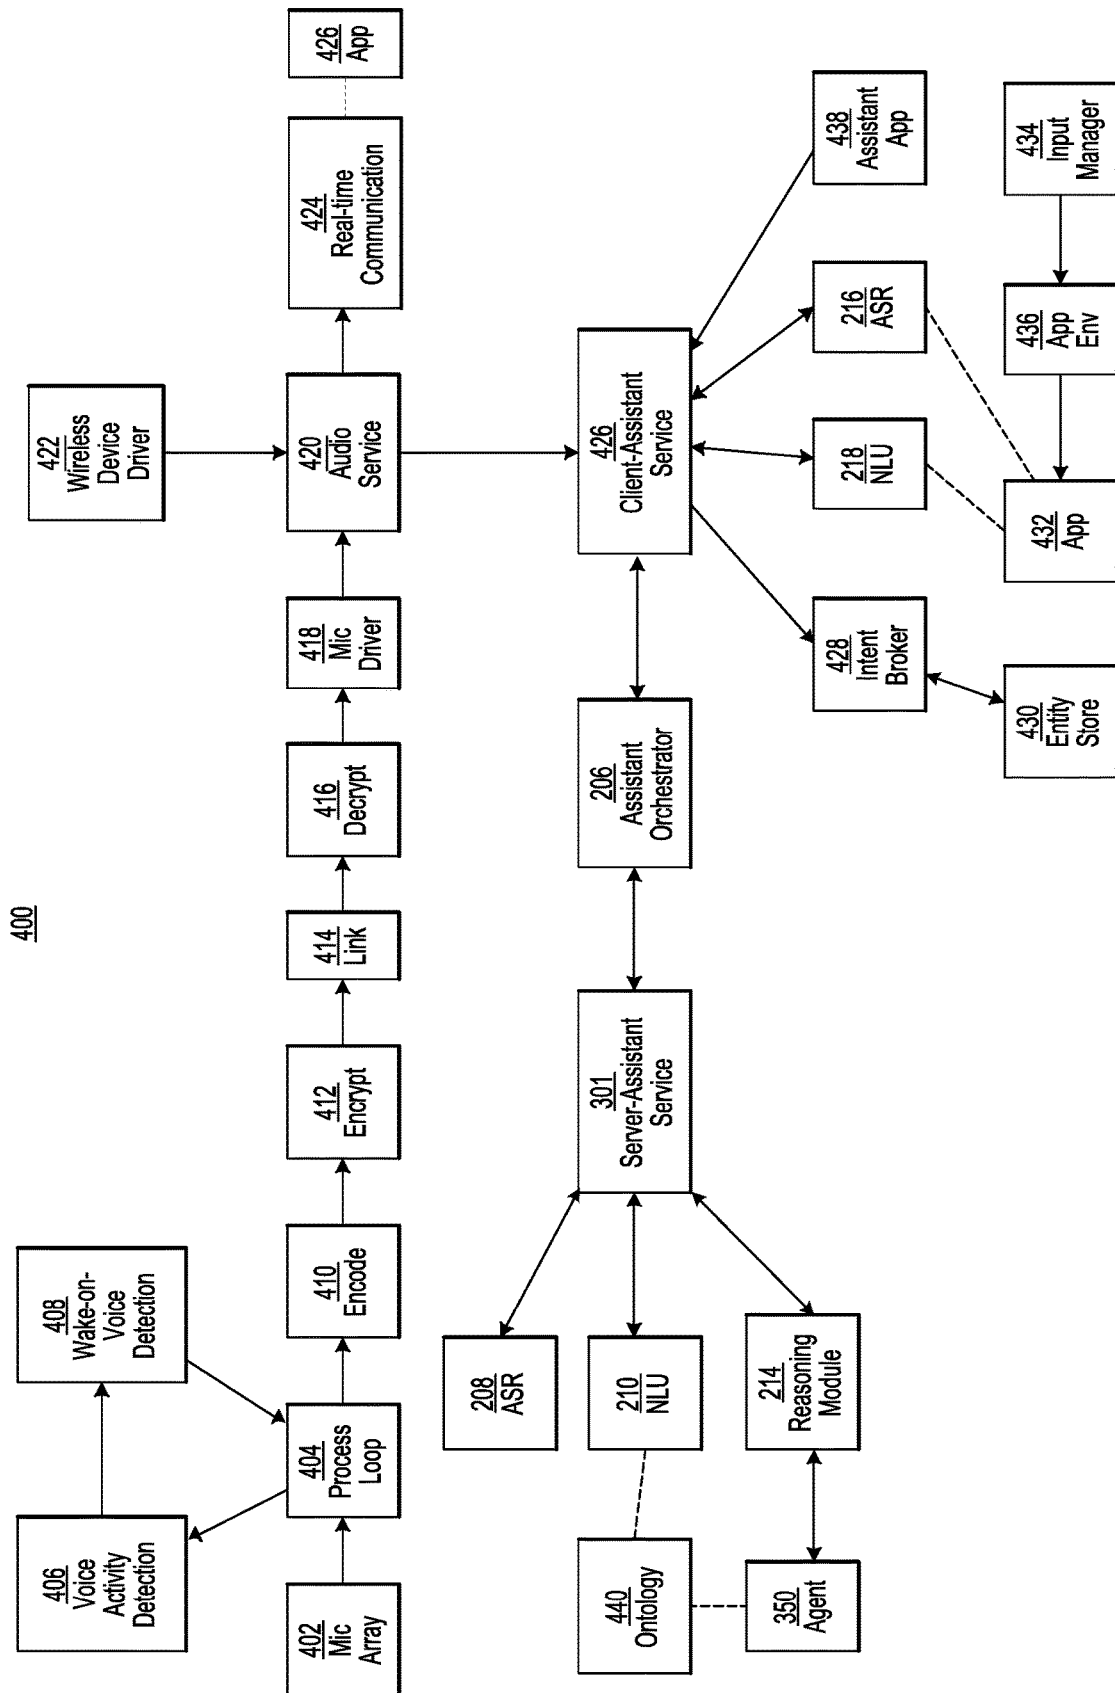 400
402
Mic
Array
404
Process
Loop
406
Voice
Activity
Detection
408
Wake-on-
Voice
Detection
410
Encode
412
Encrypt
414
Link
416
Decrypt
418
Mic
Driver
420
Audio
Service
422
Wireless
Device
Driver
424
Real-time
Communication
426
App
208
ASR
210
NLU
214
Reasoning
Module
440
Ontology
350
Agent
301
Server-Assistant
Service
206
Assistant
Orchestrator
426
Client-Assistant
Service
428
Intent
Broker
430
Entity
Store
218
NLU
216
ASR
438
Assistant
App
432
App
436
App
Env
434
Input
Manager